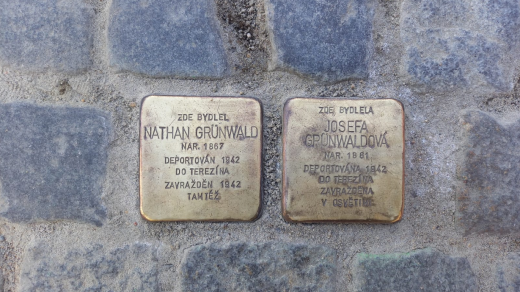 ZDE BYDLEL
NATHAN GRÜNWALD
NAR. 1867
DEPORTOVÁN 1942
DO TEREZÍNA
ZAVRAŽDĚN 1942
TAMTÉŽ
ZDE BYDLELA
JOSEFA
GRÜNWALDOVÁ
NAR. 1881
DEPORTOVÁNA 1942
DO TEREZÍNA
ZAVRAŽDĚNA
V OSVĚTIMI